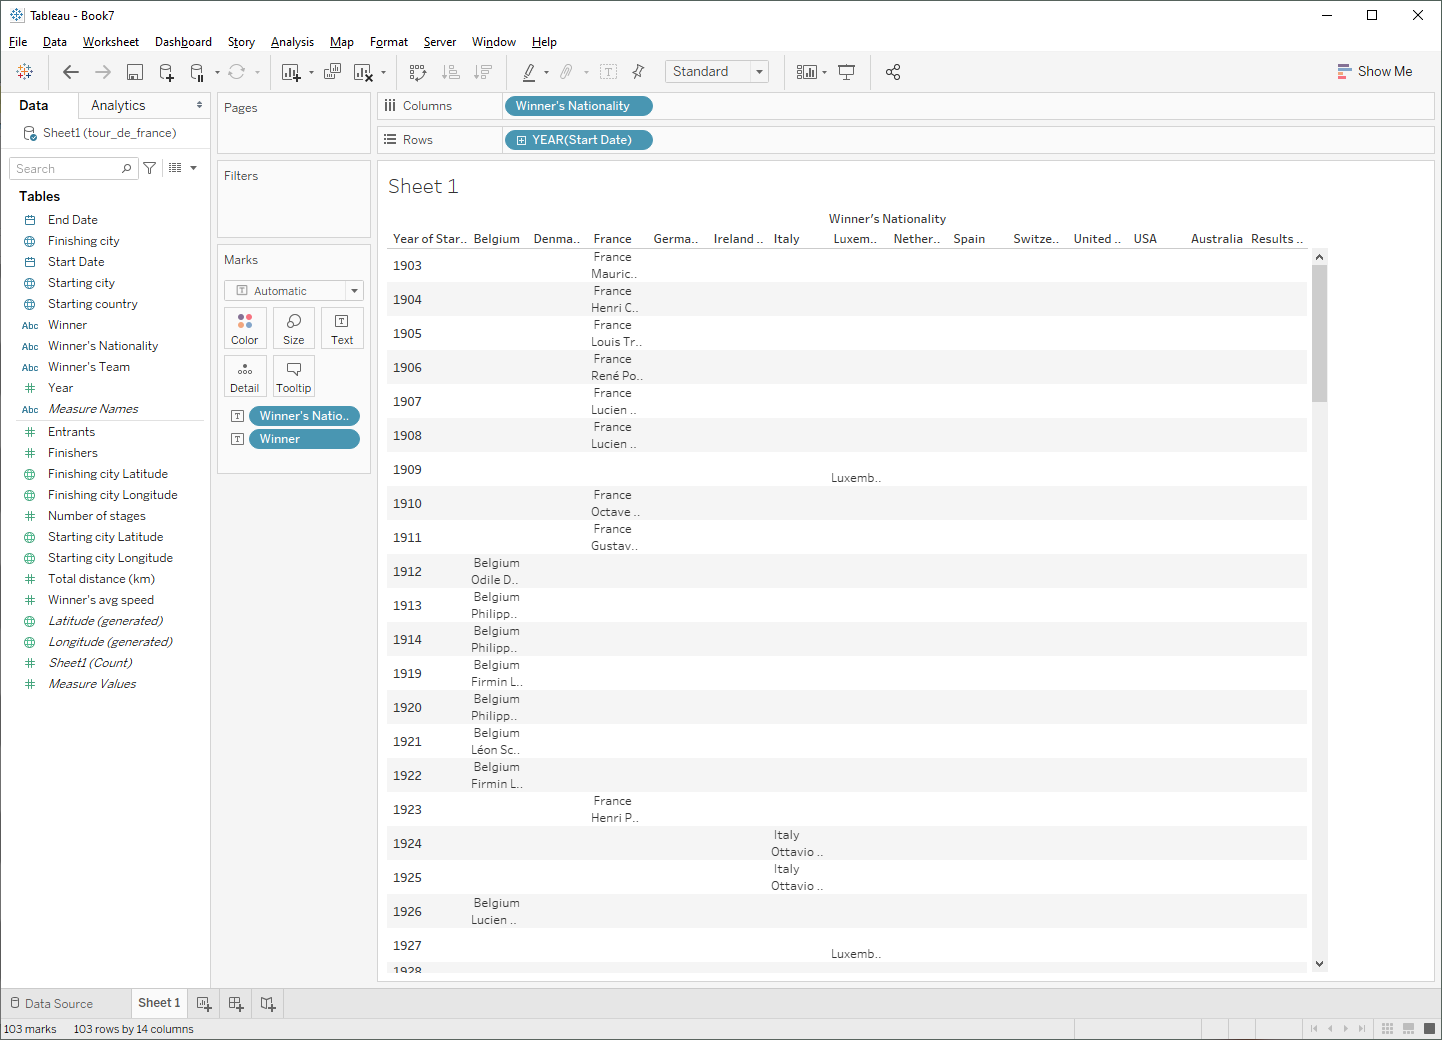 Tableau - Book7
File Data Worksheet Dashboard Story Analysis Map Format Server Window Help
Standard
Show Me
Data Analytics
Sheet1 (tour_de_france)
Search
Tables
End Date
Finishing city
Start Date
Starting city
Starting country
Abc Winner
Abc Winner's Nationality
Abc Winner's Team
Year
Abc Measure Names
Entrants
Finishers
Finishing city Latitude
Finishing city Longitude
Number of stages
Starting city Latitude
Starting city Longitude
Total distance (km)
Winner's avg speed
Latitude (generated)
Longitude (generated)
Sheet1 (Count)
Measure Values
Pages
Filters
Marks
Automatic
Color Size Text
Detail Tooltip
Winner's Natio..
Winner
Columns Winner's Nationality
Rows YEAR(Start Date)
Sheet 1
Winner's Nationality
Year of Star.. Belgium Denma.. France Germa.. Ireland .. Italy Luxem.. Nether.. Spain Switze.. United .. USA Australia Results ..
1903 France
Mauric..
1904 France
Henri C..
1905 France
Louis Tr..
1906 France
René Po..
1907 France
Lucien ..
1908 France
Lucien ..
1909
Luxemb..
1910 France
Octave ..
1911 France
Gustav..
1912 Belgium
Odile D..
1913 Belgium
Philipp..
1914 Belgium
Philipp..
1919 Belgium
Firmin L..
1920 Belgium
Philipp..
1921 Belgium
Léon Sc..
1922 Belgium
Firmin L..
1923 France
Henri P..
1924 Italy
Ottavio ..
1925 Italy
Ottavio ..
1926 Belgium
Lucien ..
1927
Luxemb..
1928
Data Source Sheet 1
103 marks 103 rows by 14 columns